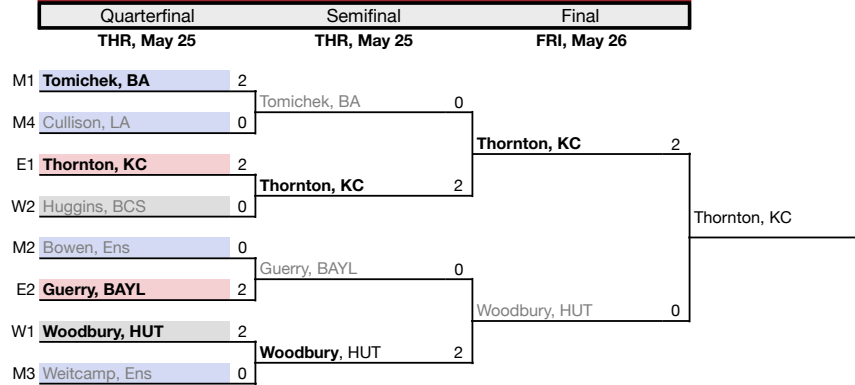 Quarterfinal Semifinal Final
THR, May 25 THR, May 25 FRI, May 26
M1 Tomichek, BA 2
Tomichek, BA 0
M4 Cullison, LA 0
Thornton, KC 2
E1 Thornton, KC 2
Thornton, KC 2
W2 Huggins, BCS 0
Thornton, KC
M2 Bowen, Ens 0
Guerry, BAYL 0
E2 Guerry, BAYL 2
Woodbury, HUT 0
W1 Woodbury, HUT 2
Woodbury, HUT 2
M3 Weitcamp, Ens 0